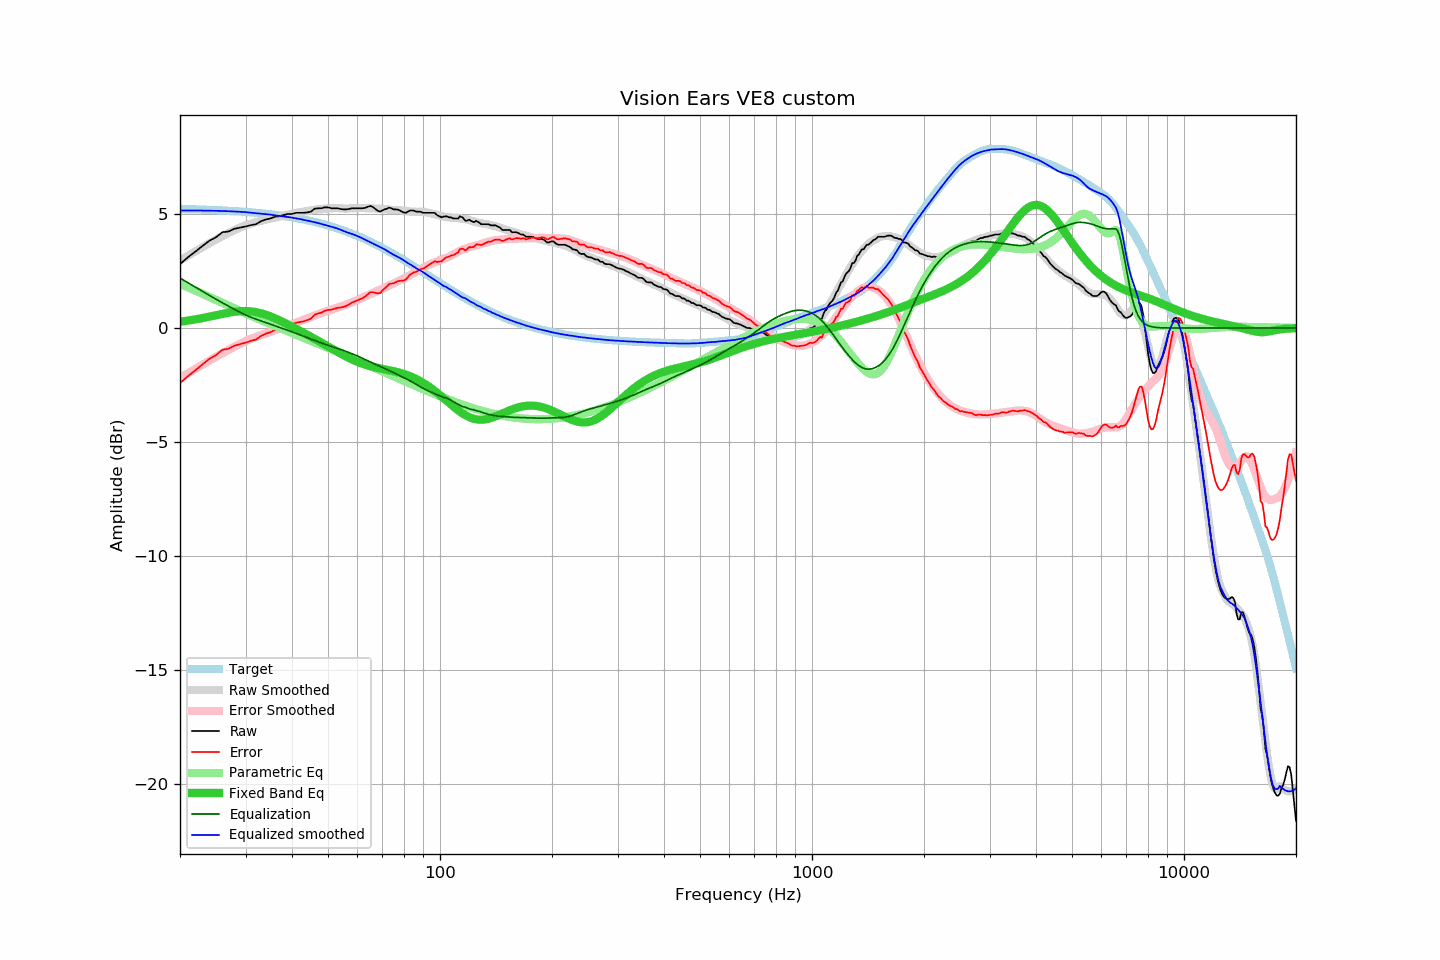 Vision Ears VE8 custom
Amplitude (dBr)
5
0
−5
−10
−15
−20
Target
Raw Smoothed
Error Smoothed
Raw
Error
Parametric Eq
Fixed Band Eq
Equalization
Equalized smoothed
100
1000
10000
Frequency (Hz)